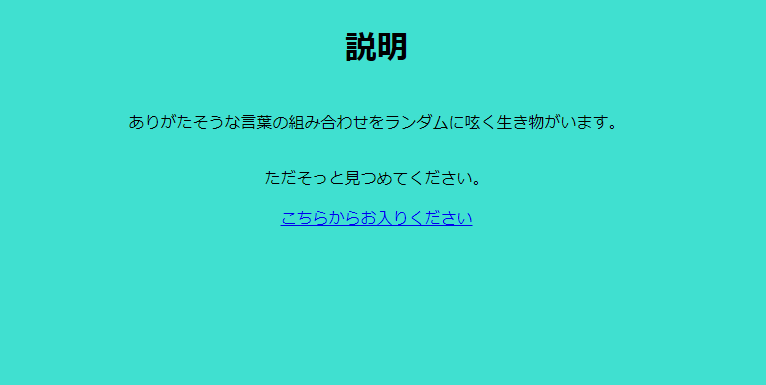 説明
ありがたそうな言葉の組み合わせをランダムに呟く生き物がいます。
ただそっと見つめてください。
こちらからお入りください